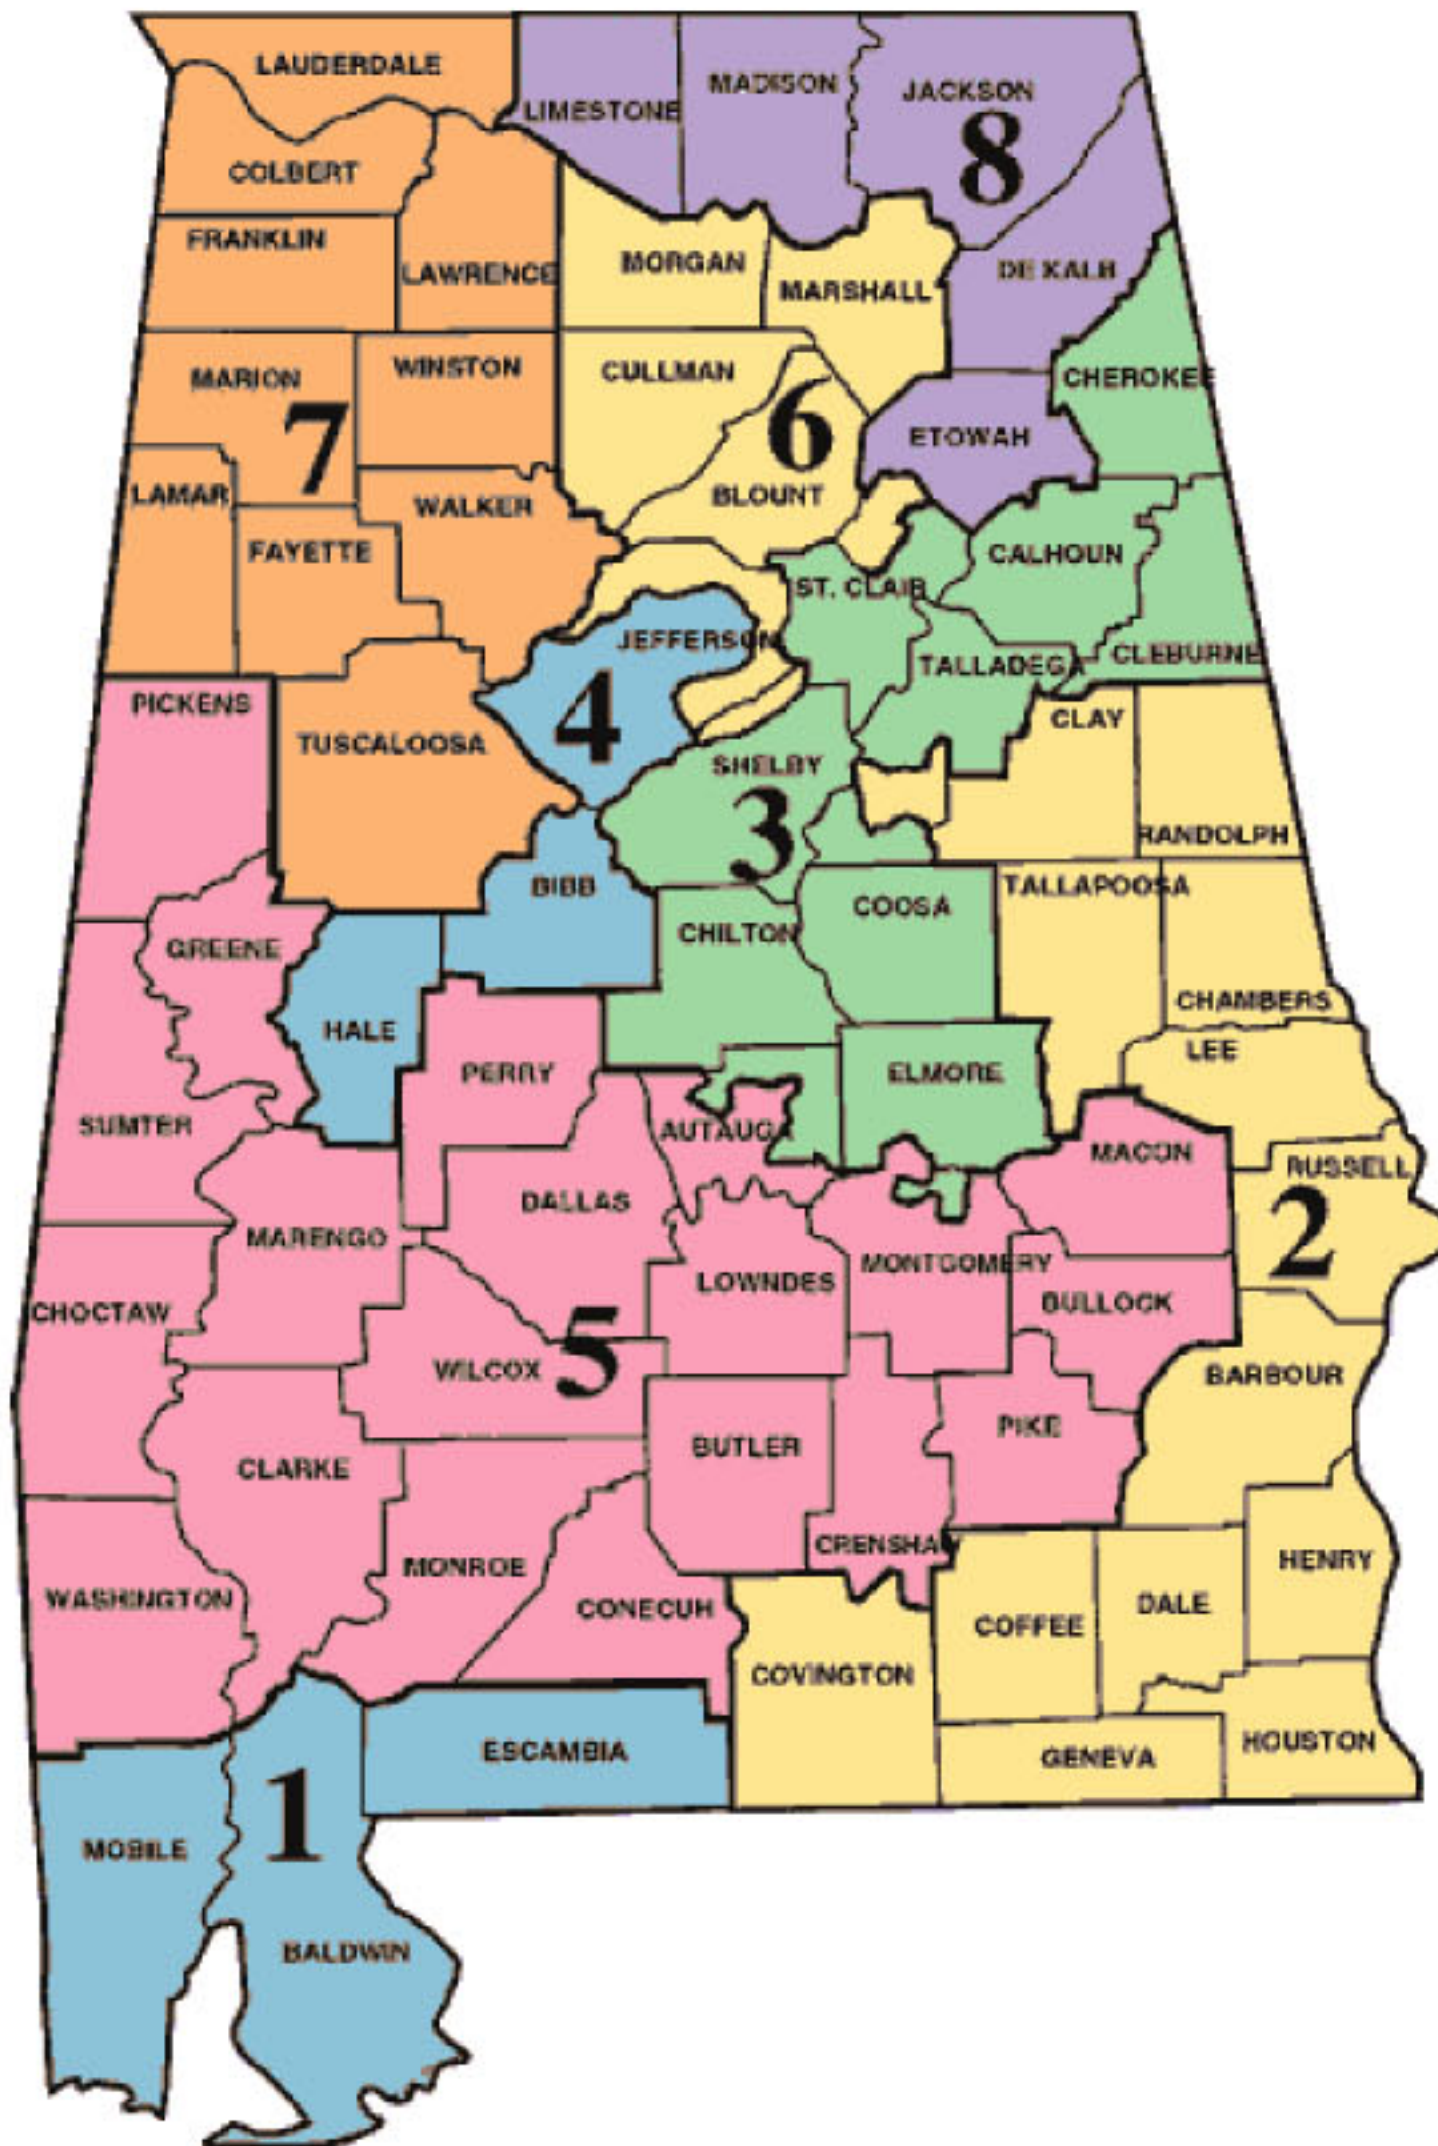 LAUDERDALE
LIMESTONE
MADISON
JACKSON
8
COLBERT
FRANKLIN
LAWRENCE
MORGAN
MARSHALL
DE KALB
MARION
WINSTON
CULLMAN
CHEROKEE
7
6
ETOWAH
LAMAR
WALKER
BLOUNT
FAYETTE
CALHOUN
ST. CLAIR
JEFFERSON
TALLADEGA
CLEBURNE
PICKENS
4
CLAY
TUSCALOOSA
SHELBY
3
RANDOLPH
BIBB
TALLAPOOSA
COOSA
CHILTON
GREENE
CHAMBERS
HALE
LEE
PERRY
ELMORE
SUMTER
AUTAUGA
MACON
RUSSELL
DALLAS
2
MARENGO
MONTGOMERY
LOWNDES
CHOCTAW
BULLOCK
5
WILCOX
BARBOUR
PIKE
BUTLER
CLARKE
CRENSHAW
MONROE
HENRY
WASHINGTON
CONECUH
DALE
COFFEE
COVINGTON
ESCAMBIA
GENEVA
HOUSTON
1
MOBILE
BALDWIN